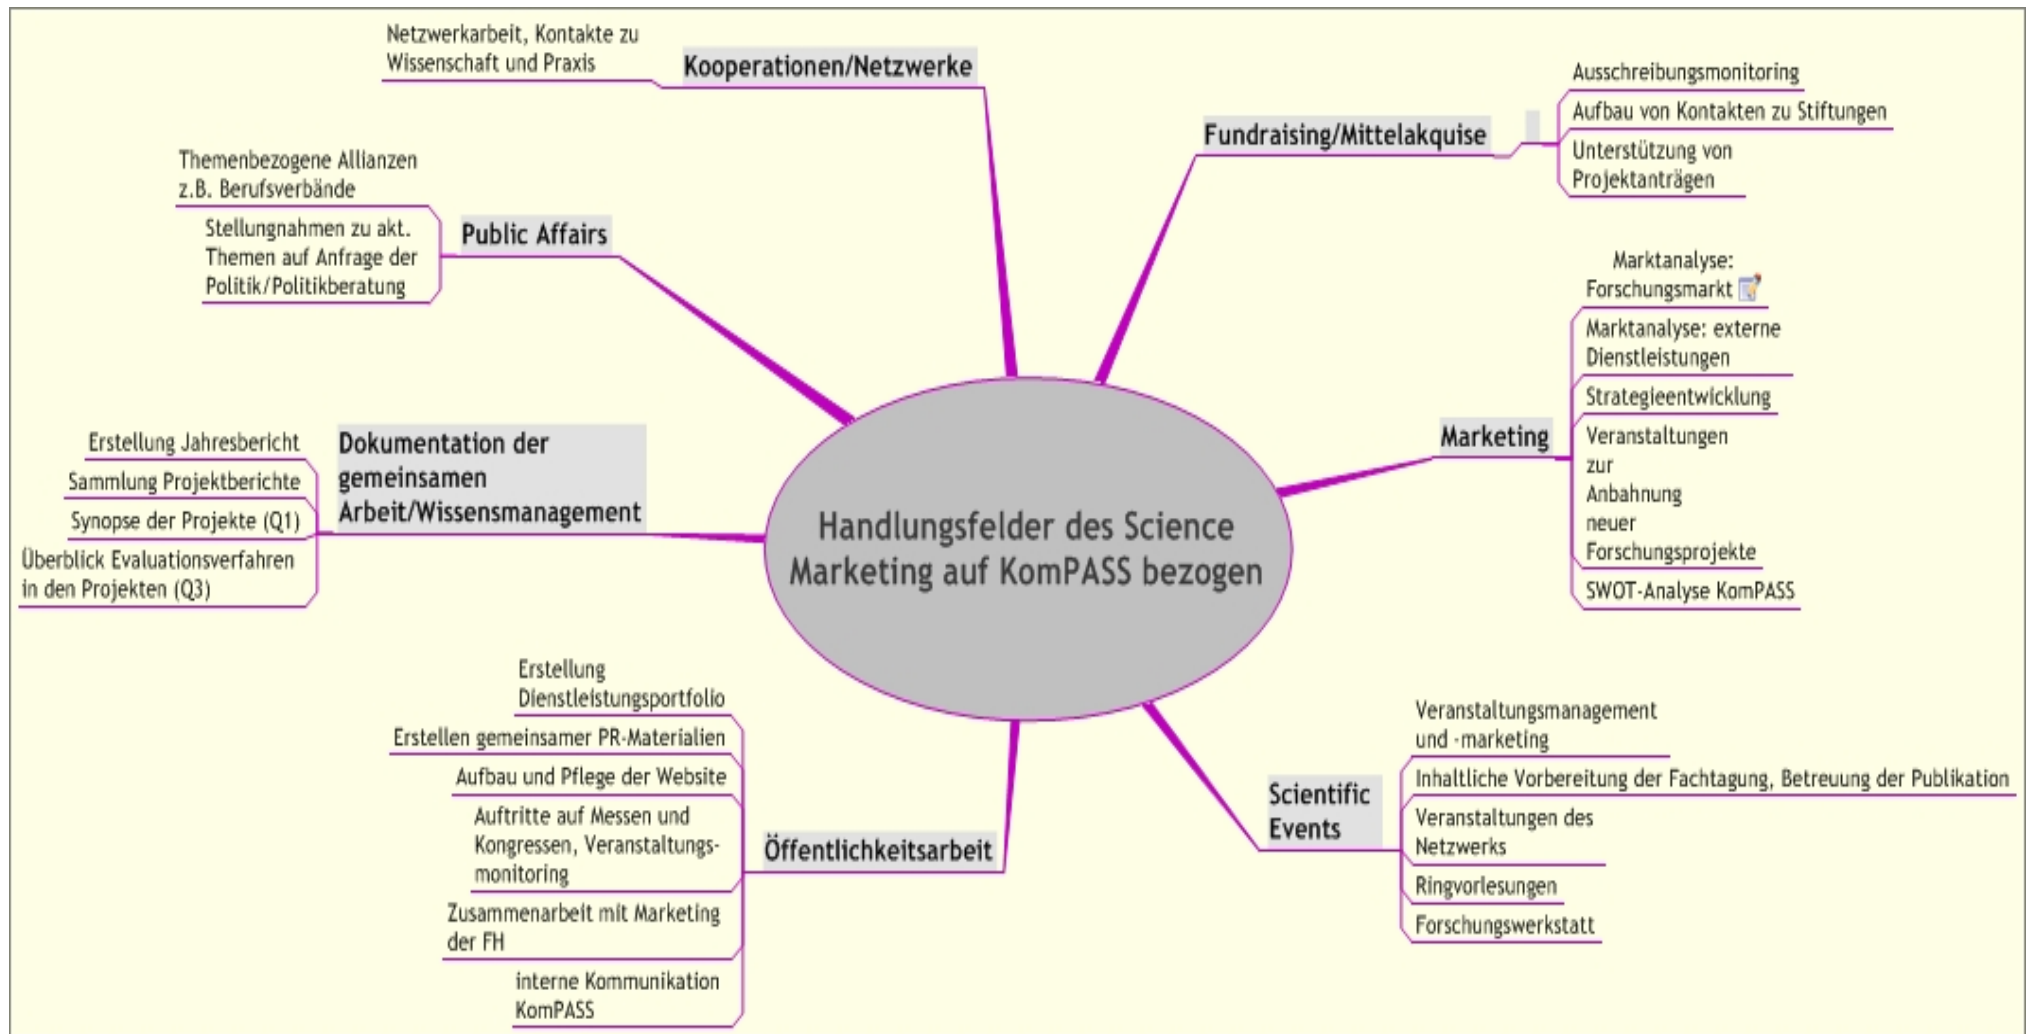 Netzwerkarbeit, Kontakte zu
Wissenschaft und Praxis
Kooperationen/Netzwerke
Themenbezogene Allianzen
z.B. Berufsverbände
Stellungnahmen zu akt.
Themen auf Anfrage der
Politik/Politikberatung
Public Affairs
Erstellung Jahresbericht
Sammlung Projektberichte
Synopse der Projekte (Q1)
Überblick Evaluationsverfahren
in den Projekten (Q3)
Dokumentation der
gemeinsamen
Arbeit/Wissensmanagement
Erstellung
Dienstleistungsportfolio
Erstellen gemeinsamer PR-Materialien
Aufbau und Pflege der Website
Auftritte auf Messen und
Kongressen, Veranstaltungs-
monitoring
Zusammenarbeit mit Marketing
der FH
interne Kommunikation
KomPASS
Öffentlichkeitsarbeit
Handlungsfelder des Science
Marketing auf KomPASS bezogen
Fundraising/Mittelakquise
Ausschreibungsmonitoring
Aufbau von Kontakten zu Stiftungen
Unterstützung von
Projektanträgen
Marketing
Marktanalyse:
Forschungsmarkt
Marktanalyse: externe
Dienstleistungen
Strategieentwicklung
Veranstaltungen
zur
Anbahnung
neuer
Forschungsprojekte
SWOT-Analyse KomPASS
Scientific
Events
Veranstaltungsmanagement
und -marketing
Inhaltliche Vorbereitung der Fachtagung, Betreuung der Publikation
Veranstaltungen des
Netzwerks
Ringvorlesungen
Forschungswerkstatt